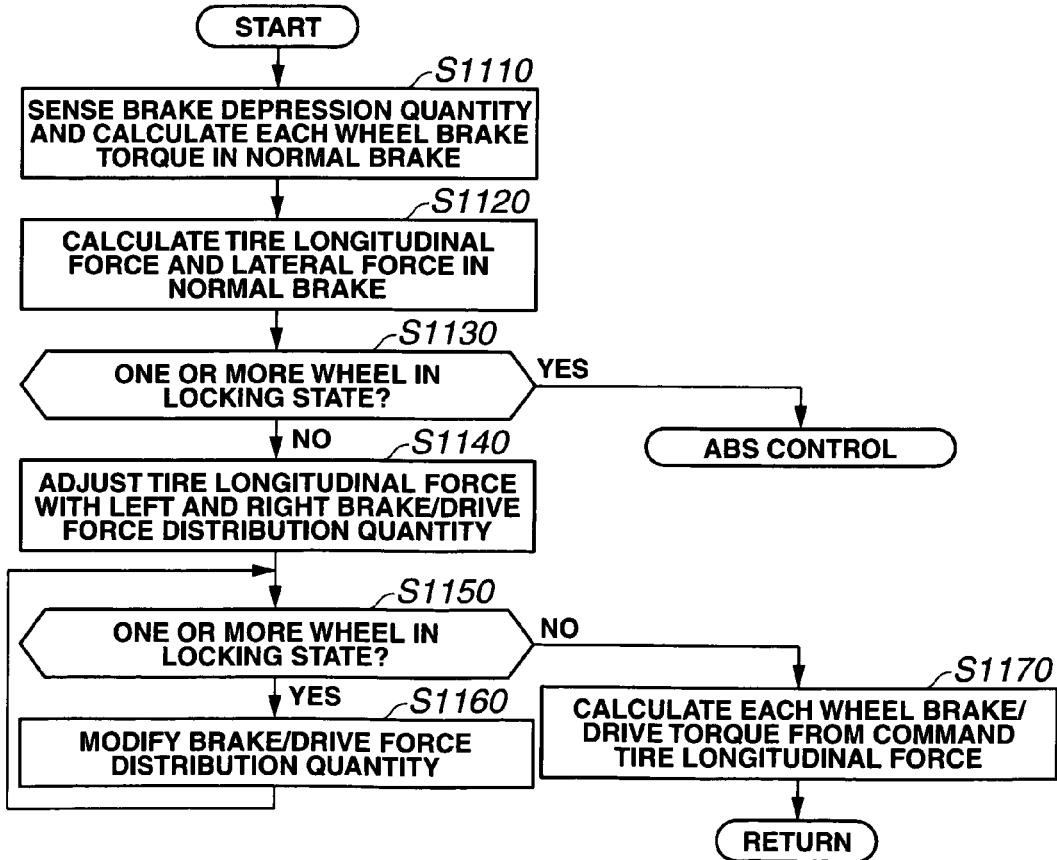 START
S1110
SENSE BRAKE DEPRESSION QUANTITY
AND CALCULATE EACH WHEEL BRAKE
TORQUE IN NORMAL BRAKE
S1120
CALCULATE TIRE LONGITUDINAL
FORCE AND LATERAL FORCE IN
NORMAL BRAKE
S1130
ONE OR MORE WHEEL IN
LOCKING STATE?
YES
ABS CONTROL
NO
S1140
ADJUST TIRE LONGITUDINAL FORCE
WITH LEFT AND RIGHT BRAKE/DRIVE
FORCE DISTRIBUTION QUANTITY
S1150
ONE OR MORE WHEEL IN
LOCKING STATE?
NO
YES
S1160
MODIFY BRAKE/DRIVE FORCE
DISTRIBUTION QUANTITY
S1170
CALCULATE EACH WHEEL BRAKE/
DRIVE TORQUE FROM COMMAND
TIRE LONGITUDINAL FORCE
RETURN